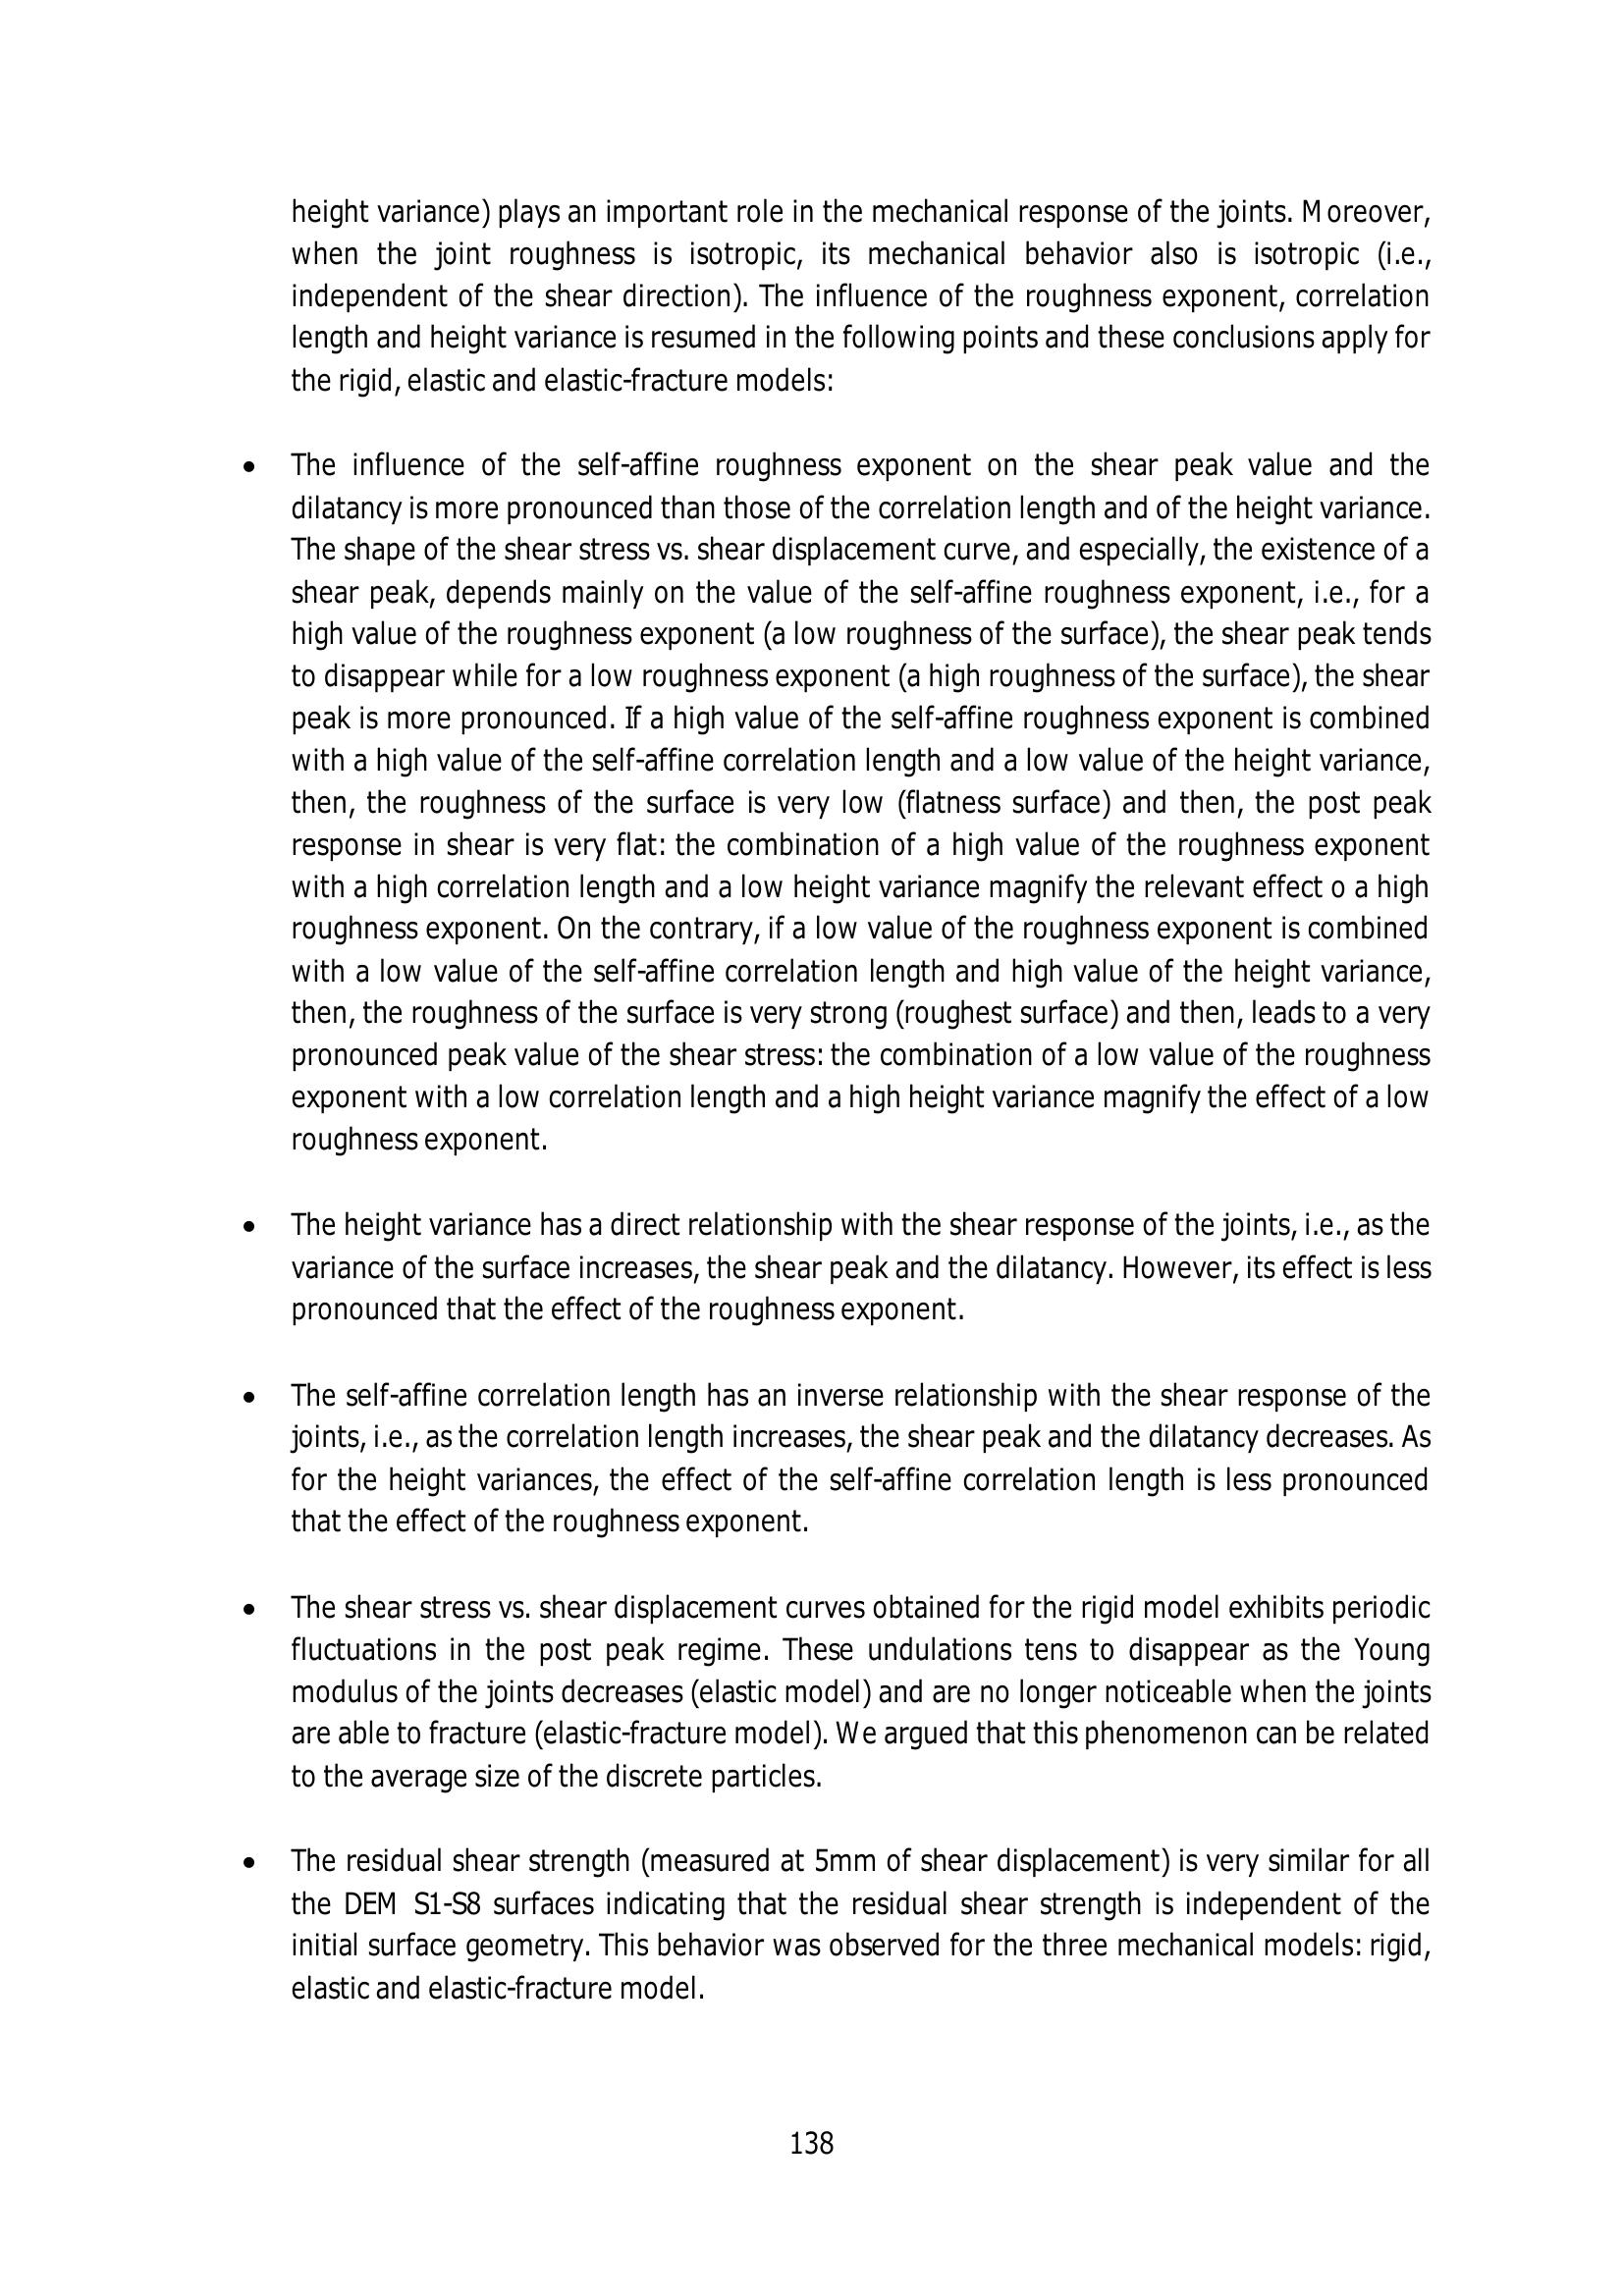 height variance) plays an important role in the mechanical response of the joints. Moreover,
when the joint roughness is isotropic, its mechanical behavior also is isotropic (i.e.,
independent of the shear direction). The influence of the roughness exponent, correlation
length and height variance is resumed in the following points and these conclusions apply for
the rigid, elastic and elastic-fracture models:
• The influence of the self-affine roughness exponent on the shear peak value and the
dilatancy is more pronounced than those of the correlation length and of the height variance.
The shape of the shear stress vs. shear displacement curve, and especially, the existence of a
shear peak, depends mainly on the value of the self-affine roughness exponent, i.e., for a
high value of the roughness exponent (a low roughness of the surface), the shear peak tends
to disappear while for a low roughness exponent (a high roughness of the surface), the shear
peak is more pronounced. If a high value of the self-affine roughness exponent is combined
with a high value of the self-affine correlation length and a low value of the height variance,
then, the roughness of the surface is very low (flatness surface) and then, the post peak
response in shear is very flat: the combination of a high value of the roughness exponent
with a high correlation length and a low height variance magnify the relevant effect o a high
roughness exponent. On the contrary, if a low value of the roughness exponent is combined
with a low value of the self-affine correlation length and high value of the height variance,
then, the roughness of the surface is very strong (roughest surface) and then, leads to a very
pronounced peak value of the shear stress: the combination of a low value of the roughness
exponent with a low correlation length and a high height variance magnify the effect of a low
roughness exponent.
• The height variance has a direct relationship with the shear response of the joints, i.e., as the
variance of the surface increases, the shear peak and the dilatancy. However, its effect is less
pronounced that the effect of the roughness exponent.
• The self-affine correlation length has an inverse relationship with the shear response of the
joints, i.e., as the correlation length increases, the shear peak and the dilatancy decreases. As
for the height variances, the effect of the self-affine correlation length is less pronounced
that the effect of the roughness exponent.
• The shear stress vs. shear displacement curves obtained for the rigid model exhibits periodic
fluctuations in the post peak regime. These undulations tens to disappear as the Young
modulus of the joints decreases (elastic model) and are no longer noticeable when the joints
are able to fracture (elastic-fracture model). We argued that this phenomenon can be related
to the average size of the discrete particles.
• The residual shear strength (measured at 5mm of shear displacement) is very similar for all
the DEM S1-S8 surfaces indicating that the residual shear strength is independent of the
initial surface geometry. This behavior was observed for the three mechanical models: rigid,
elastic and elastic-fracture model.
138